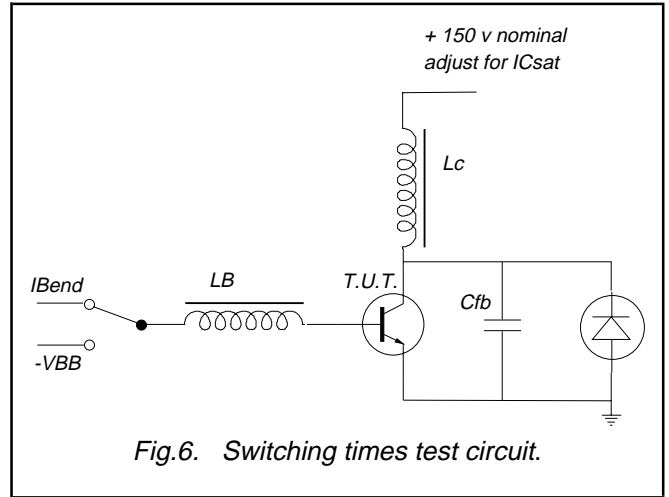 + 150 v nominal
adjust for ICsat
Lc
IBend
LB
T.U.T.
Cfb
-VBB
Fig.6. Switching times test circuit.